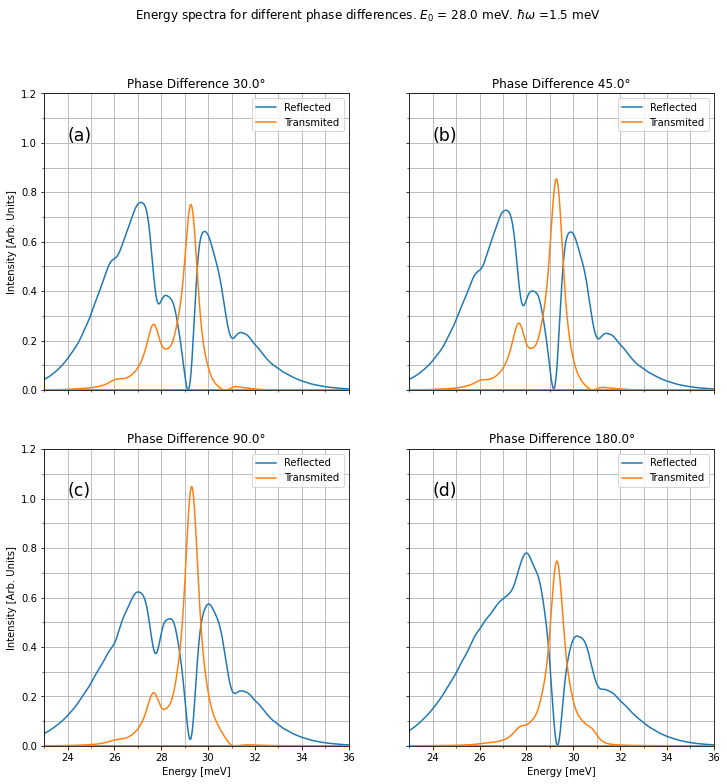 Energy spectra for different phase differences. $E_0$ = 28.0 meV. $\hbar\omega$ =1.5 meV
Phase Difference 30.0°
Reflected
Transmited
(a)
Intensity [Arb. Units]
1.2
1.0
0.8
0.6
0.4
0.2
0.0
Phase Difference 45.0°
Reflected
Transmited
(b)
Phase Difference 90.0°
Reflected
Transmited
(c)
Intensity [Arb. Units]
1.2
1.0
0.8
0.6
0.4
0.2
0.0
24 26 28 30 32 34 36
Energy [meV]
Phase Difference 180.0°
Reflected
Transmited
(d)
24 26 28 30 32 34 36
Energy [meV]